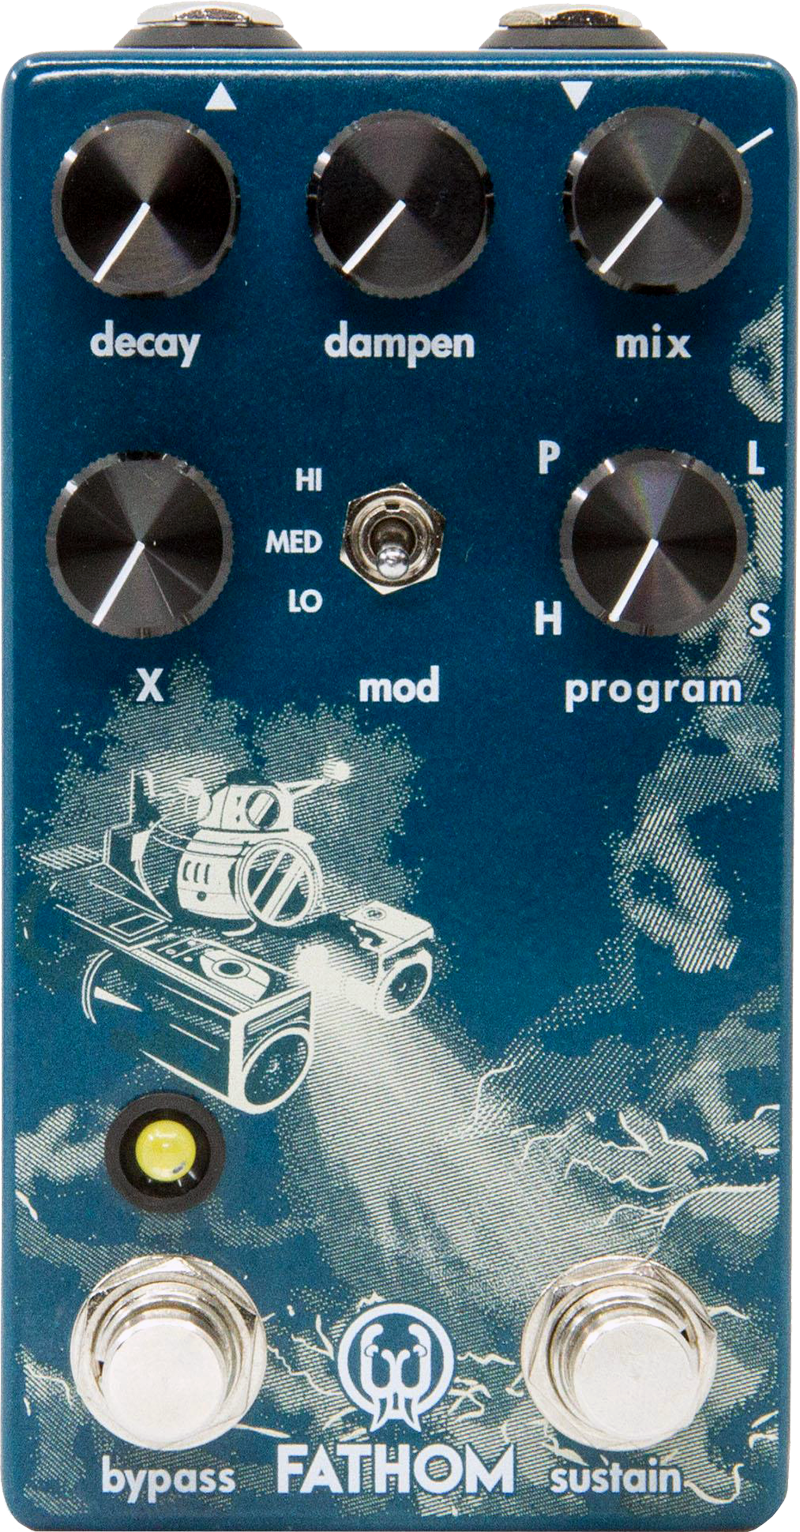 decay dampen mix
HI
MED
LO
P L
H S
X mod program
FATHOM
bypass sustain